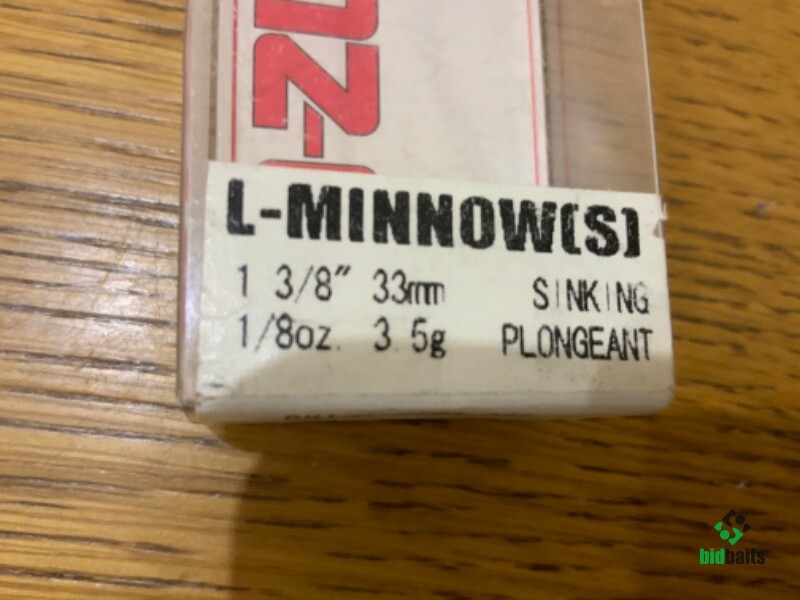 L-MINNOW(S)
1 3/8" 33mm SINKING
1/8oz. 3.5g PLONGEANT
bidbaits